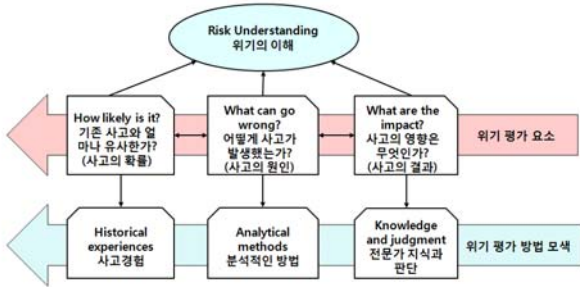 Risk Understanding
위기의 이해
How likely is it?
기존 사고와 얼
마나 유사한가?
(사고의 확률)
What can go
wrong?
어떻게 사고가
발생했는가?
(사고의 원인)
What are the
impact?
사고의 영향은
무엇인가?
(사고의 결과)
위기 평가 요소
Historical
experiences
사고경험
Analytical
methods
분석적인 방법
Knowledge
and judgment
전문가 지식과
판단
위기 평가 방법 모색